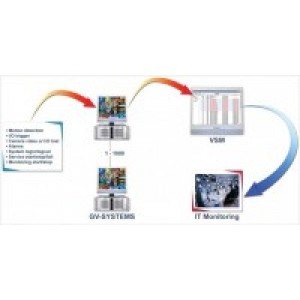 • Motion detection
• I/O trigger
• Camera video or I/O lost
• Alarms
• System login/logout
• Service start/stop
• Monitoring start/stop
1 - 1000
GV-SYSTEMS
VSM
IT Monitoring